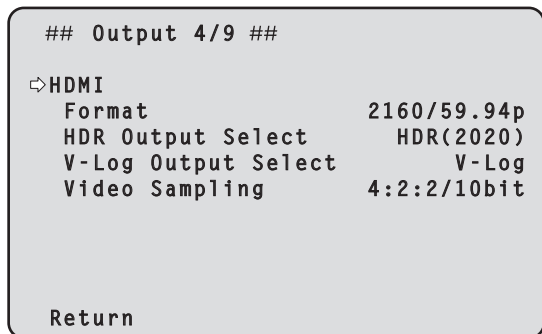 ## Output 4/9 ##
⇨HDMI
Format 2160/59.94p
HDR Output Select HDR(2020)
V-Log Output Select V-Log
Video Sampling 4:2:2/10bit
Return